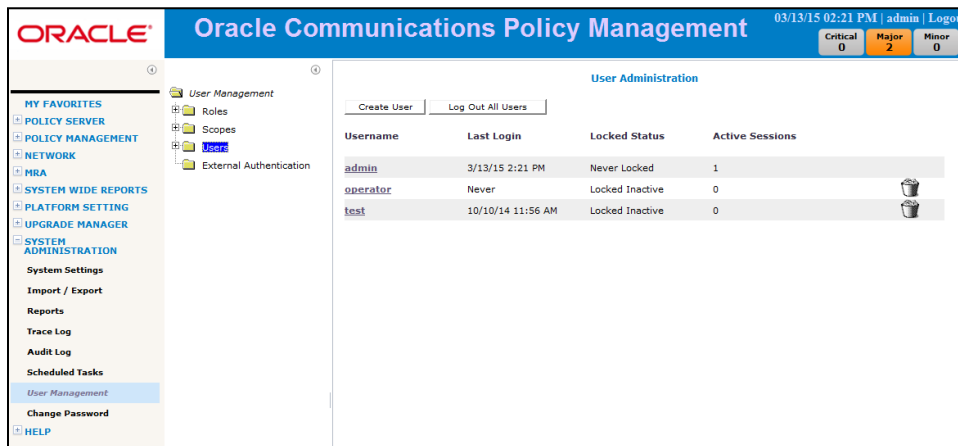 ORACLE®
Oracle Communications Policy Management
03/13/15 02:21 PM | admin | Logou
Critical
0
Major
2
Minor
0
MY FAVORITES
POLICY SERVER
POLICY MANAGEMENT
NETWORK
MRA
SYSTEM WIDE REPORTS
PLATFORM SETTING
UPGRADE MANAGER
SYSTEM
ADMINISTRATION
System Settings
Import / Export
Reports
Trace Log
Audit Log
Scheduled Tasks
User Management
Change Password
HELP
User Management
Roles
Scopes
Users
External Authentication
User Administration
Create User
Log Out All Users
Username Last Login Locked Status Active Sessions
admin 3/13/15 2:21 PM Never Locked 1
operator Never Locked Inactive 0
test 10/10/14 11:56 AM Locked Inactive 0